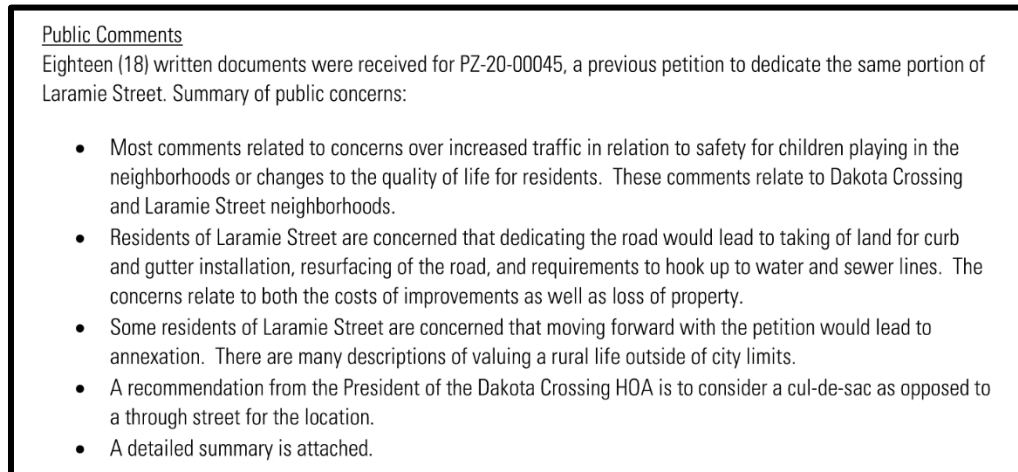 Public Comments
Eighteen (18) written documents were received for PZ-20-00045, a previous petition to dedicate the same portion of
Laramie Street. Summary of public concerns:
• Most comments related to concerns over increased traffic in relation to safety for children playing in the
neighborhoods or changes to the quality of life for residents. These comments relate to Dakota Crossing
and Laramie Street neighborhoods.
• Residents of Laramie Street are concerned that dedicating the road would lead to taking of land for curb
and gutter installation, resurfacing of the road, and requirements to hook up to water and sewer lines. The
concerns relate to both the costs of improvements as well as loss of property.
• Some residents of Laramie Street are concerned that moving forward with the petition would lead to
annexation. There are many descriptions of valuing a rural life outside of city limits.
• A recommendation from the President of the Dakota Crossing HOA is to consider a cul-de-sac as opposed to
a through street for the location.
• A detailed summary is attached.